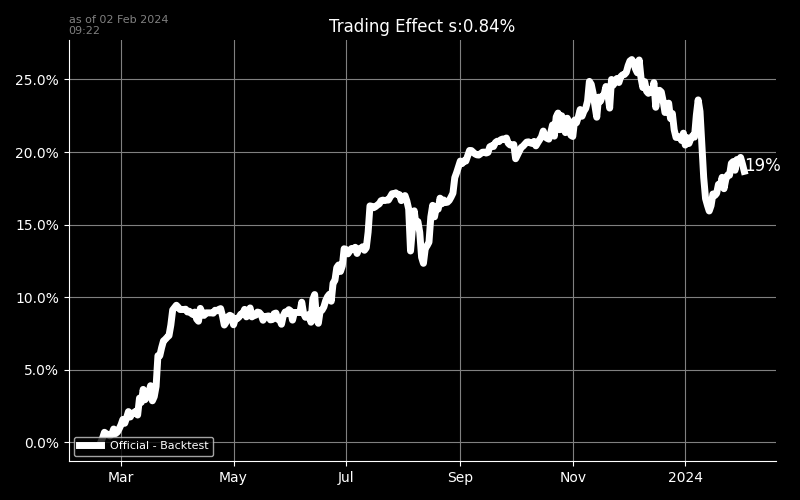 as of 02 Feb 2024
09:22
Trading Effect s:0.84%
25.0%
20.0%
15.0%
10.0%
5.0%
0.0%
19%
Official - Backtest
Mar
May
Jul
Sep
Nov
2024